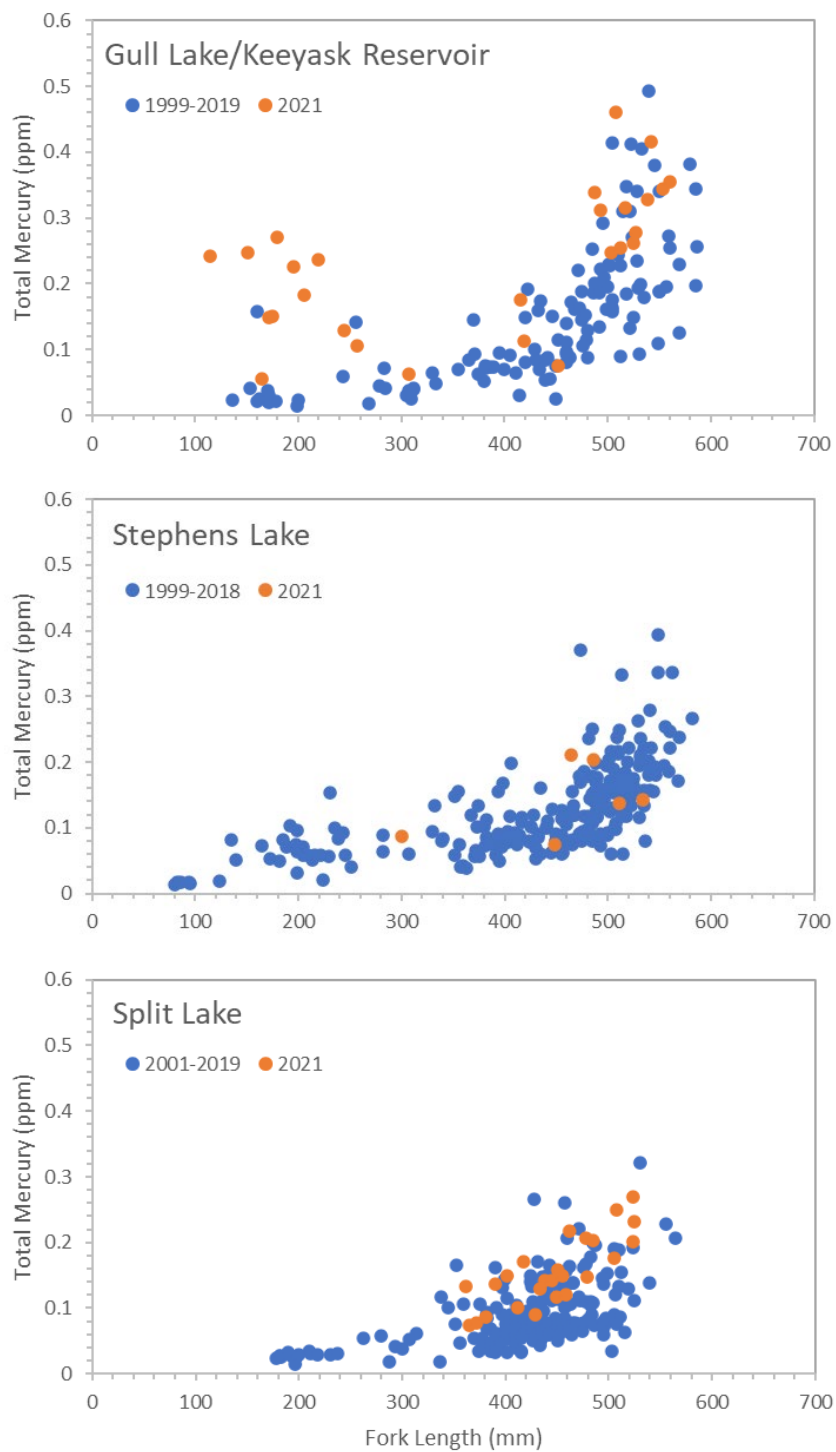 0.6
Gull Lake/Keeyask Reservoir
0.5
1999-2019 2021
0.4
0.3
0.2
0.1
0
Total Mercury (ppm)
0 100 200 300 400 500 600 700
0.6
Stephens Lake
0.5
1999-2018 2021
0.4
0.3
0.2
0.1
0
Total Mercury (ppm)
0 100 200 300 400 500 600 700
0.6
Split Lake
0.5
2001-2019 2021
0.4
0.3
0.2
0.1
0
Total Mercury (ppm)
0 100 200 300 400 500 600 700
Fork Length (mm)